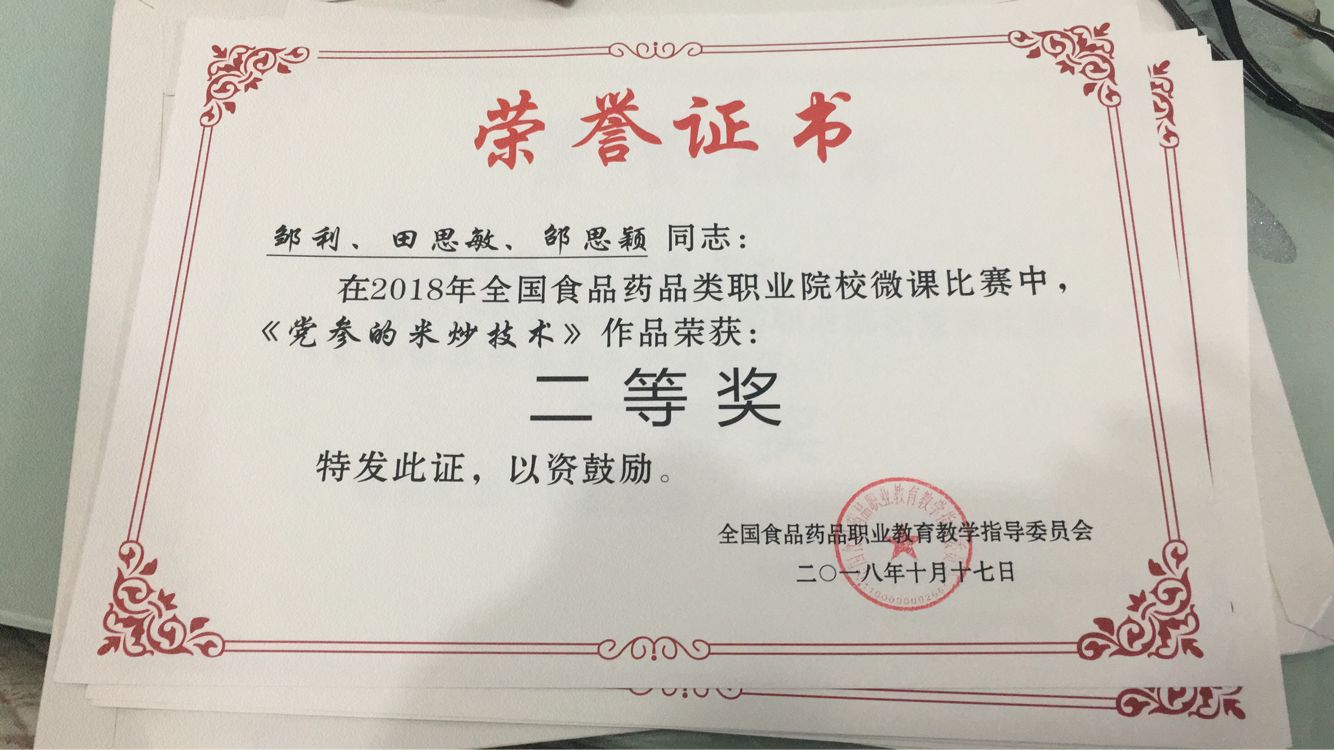 荣誉证书
邹利、田思敏、邵思颖 同志：
在2018年全国食品药品类职业院校微课比赛中，
《党参的米炒技术》作品荣获：
二等奖
特发此证，以资鼓励。
全国食品药品职业教育教学指导委员会
二〇一八年十月十七日